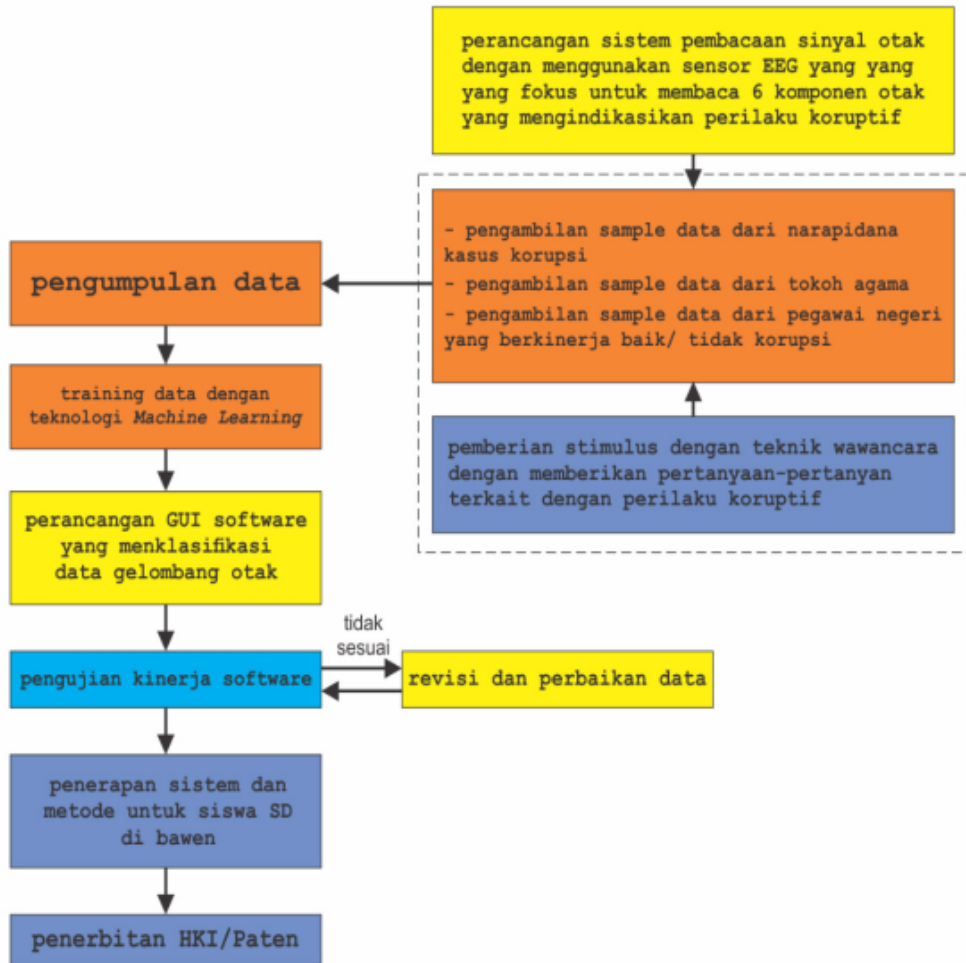 perancangan sistem pembacaan sinyal otak
dengan menggunakan sensor EEG yang yang
yang fokus untuk membaca 6 komponen otak
yang mengindikasikan perilaku koruptif
- pengambilan sample data dari narapidana
kasus korupsi
- pengambilan sample data dari tokoh agama
- pengambilan sample data dari pegawai negeri
yang berkinerja baik/ tidak korupsi
pemberian stimulus dengan teknik wawancara
dengan memberikan pertanyaan-pertanyan
terkait dengan perilaku koruptif
pengumpulan data
training data dengan
teknologi Machine Learning
perancangan GUI software
yang menklasifikasi
data gelombang otak
pengujian kinerja software
tidak
sesuai
revisi dan perbaikan data
penerapan sistem dan
metode untuk siswa SD
di bawen
penerbitan HKI/Paten